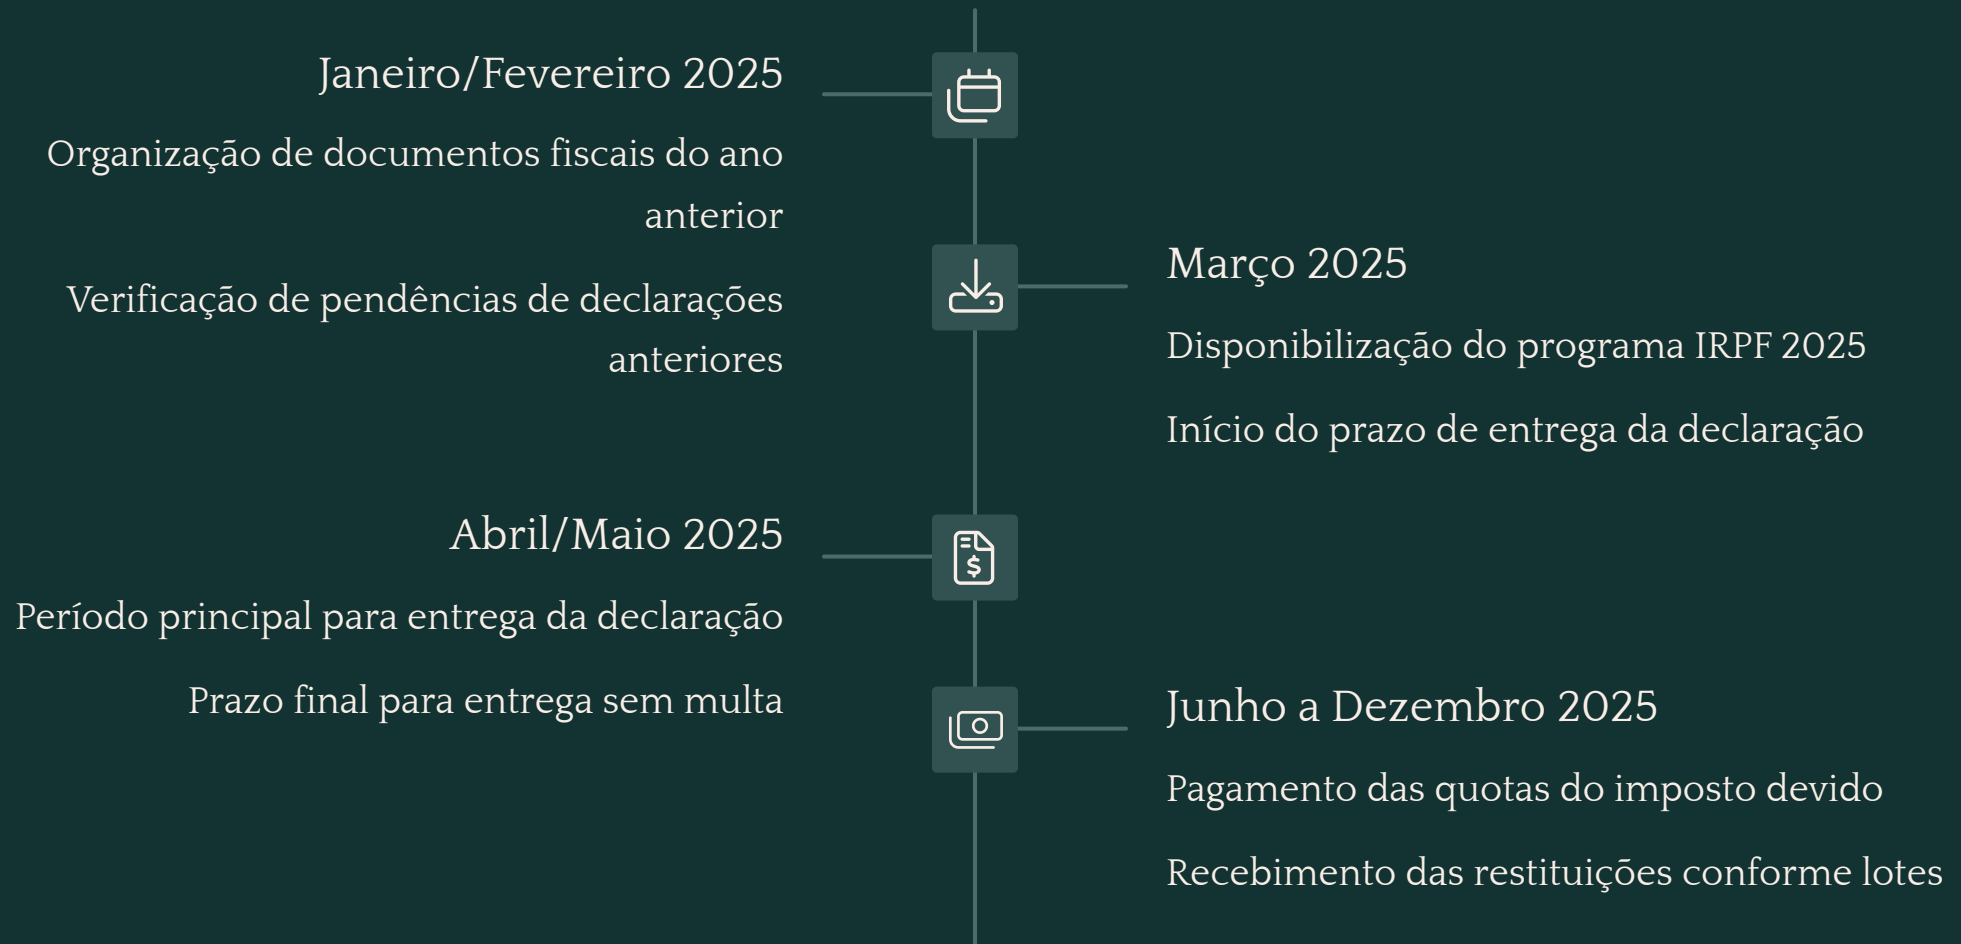 Janeiro/Fevereiro 2025
Organização de documentos fiscais do ano
anterior
Verificação de pendências de declarações
anteriores
Março 2025
Disponibilização do programa IRPF 2025
Início do prazo de entrega da declaração
Abril/Maio 2025
Período principal para entrega da declaração
Prazo final para entrega sem multa
Junho a Dezembro 2025
Pagamento das quotas do imposto devido
Recebimento das restituições conforme lotes